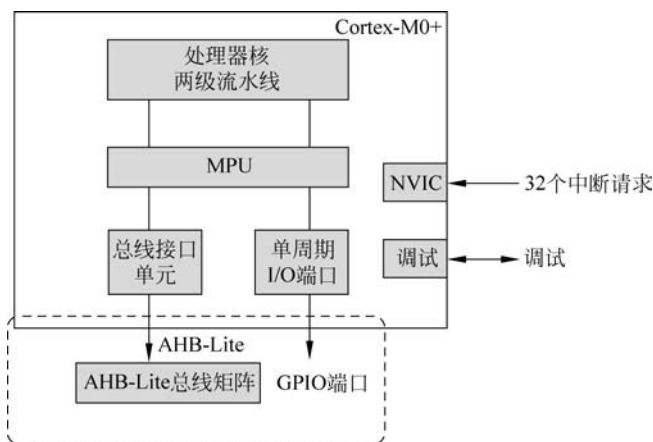 Cortex-M0+
处理器核
两级流水线
MPU
NVIC
32个中断请求
总线接口
单元
单周期
I/O端口
调试
调试
AHB-Lite
AHB-Lite总线矩阵
GPIO端口